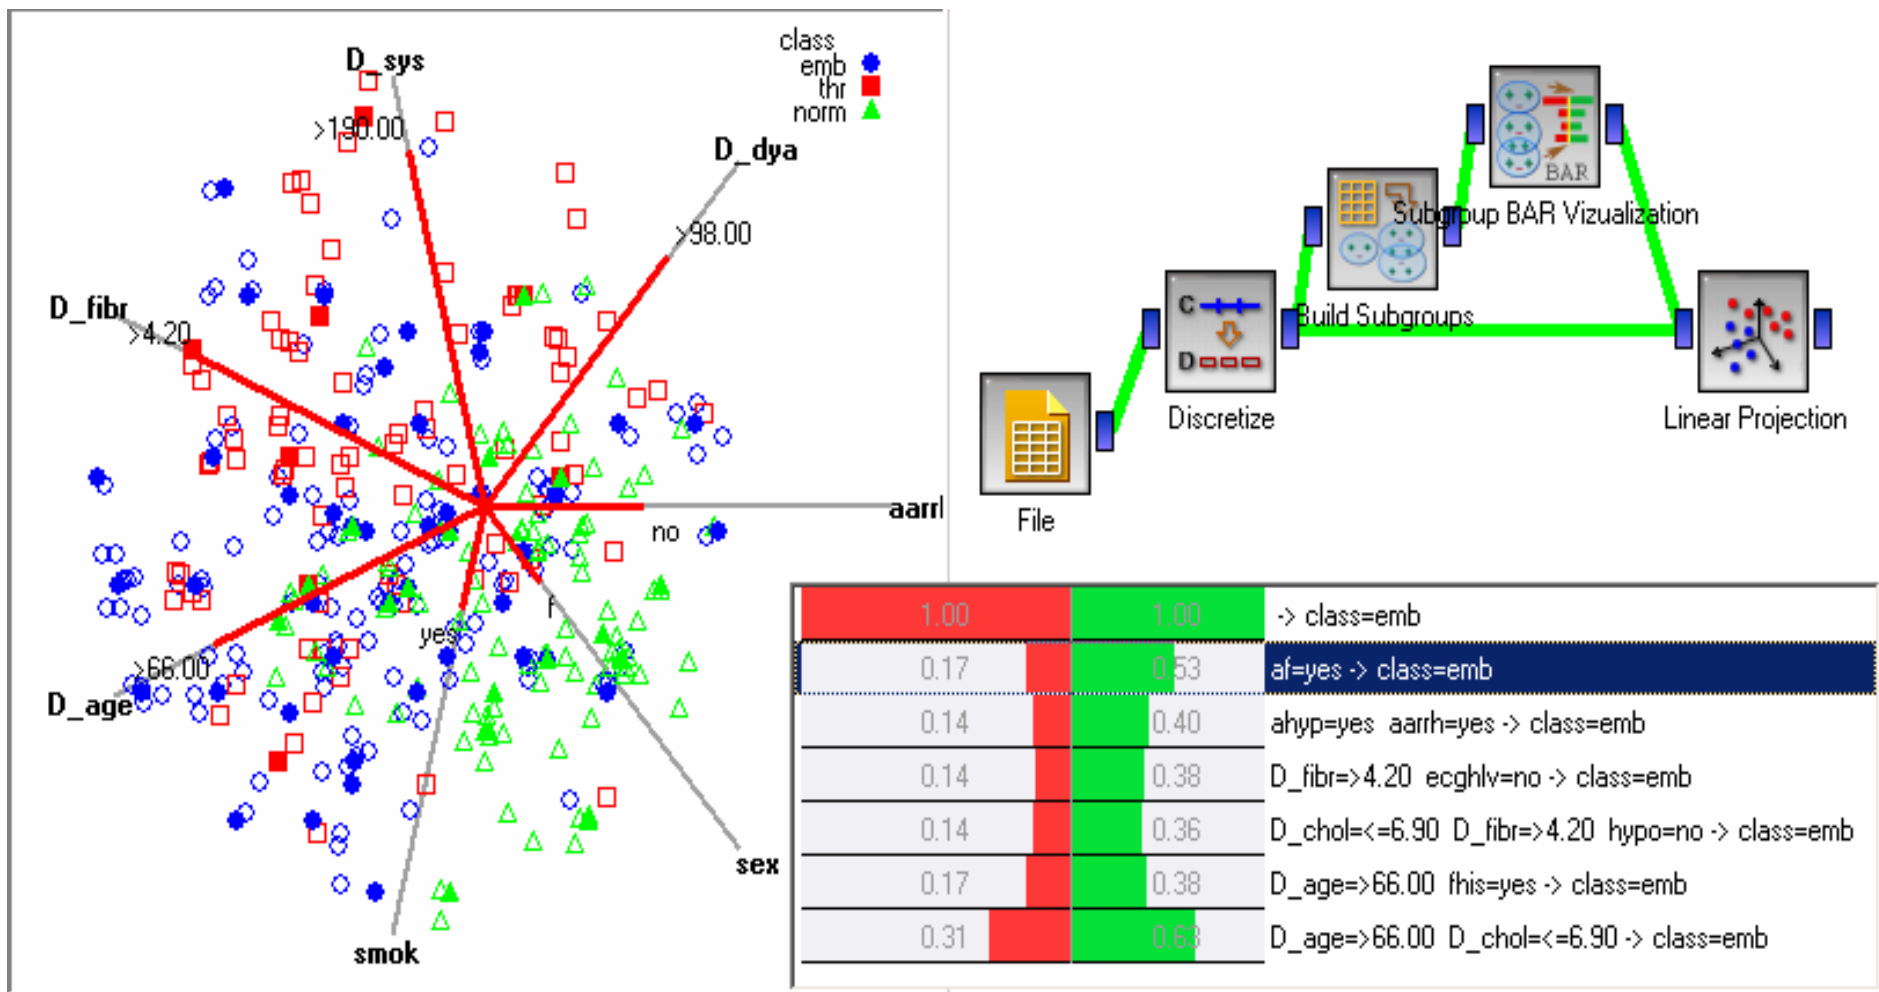 class
emb
thr
norm
D_sys
>190.00
D_dya
>98.00
D_fibr
>4.20
aarrl
no
f
yes
>66.00
D_age
sex
smok
BAR
Subgroup BAR Vizualization
Build Subgroups
C
D
Discretize
Linear Projection
File
1.00 1.00 -> class=emb
0.17 0.53 af=yes -> class=emb
0.14 0.40 ahyp=yes aarrh=yes -> class=emb
0.14 0.38 D_fibr=>4.20 ecghlv=no -> class=emb
0.14 0.36 D_chol=<=6.90 D_fibr=>4.20 hypo=no -> class=emb
0.17 0.38 D_age=>66.00 fhis=yes -> class=emb
0.31 0.63 D_age=>66.00 D_chol=<=6.90 -> class=emb